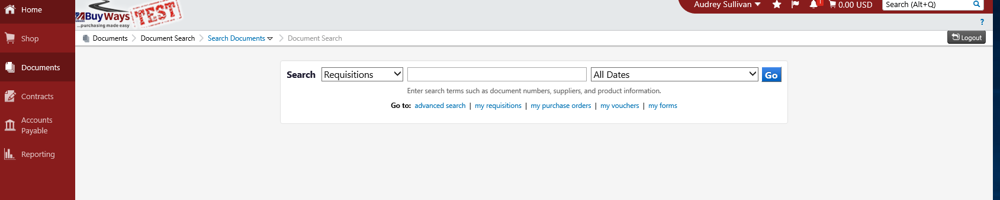 Home
Audrey Sullivan
1
0.00 USD
Search (Alt+Q)
BuyWays
...purchasing made easy
TEST
?
Shop
Documents
Document Search
Search Documents
Document Search
Logout
Documents
Search
Requisitions
All Dates
Go
Enter search terms such as document numbers, suppliers, and product information.
Go to: advanced search | my requisitions | my purchase orders | my vouchers | my forms
Contracts
Accounts
Payable
Reporting